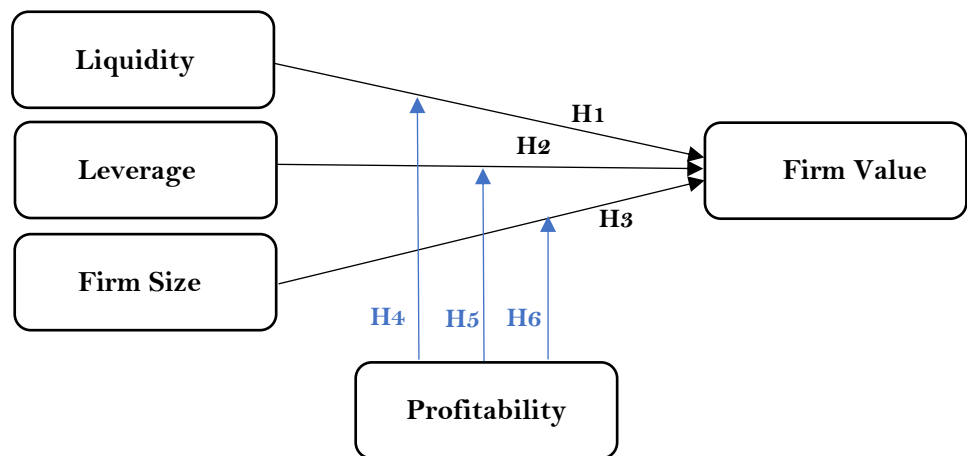 Liquidity
H1
H2
Leverage
Firm Value
H3
Firm Size
H4
H5
H6
Profitability